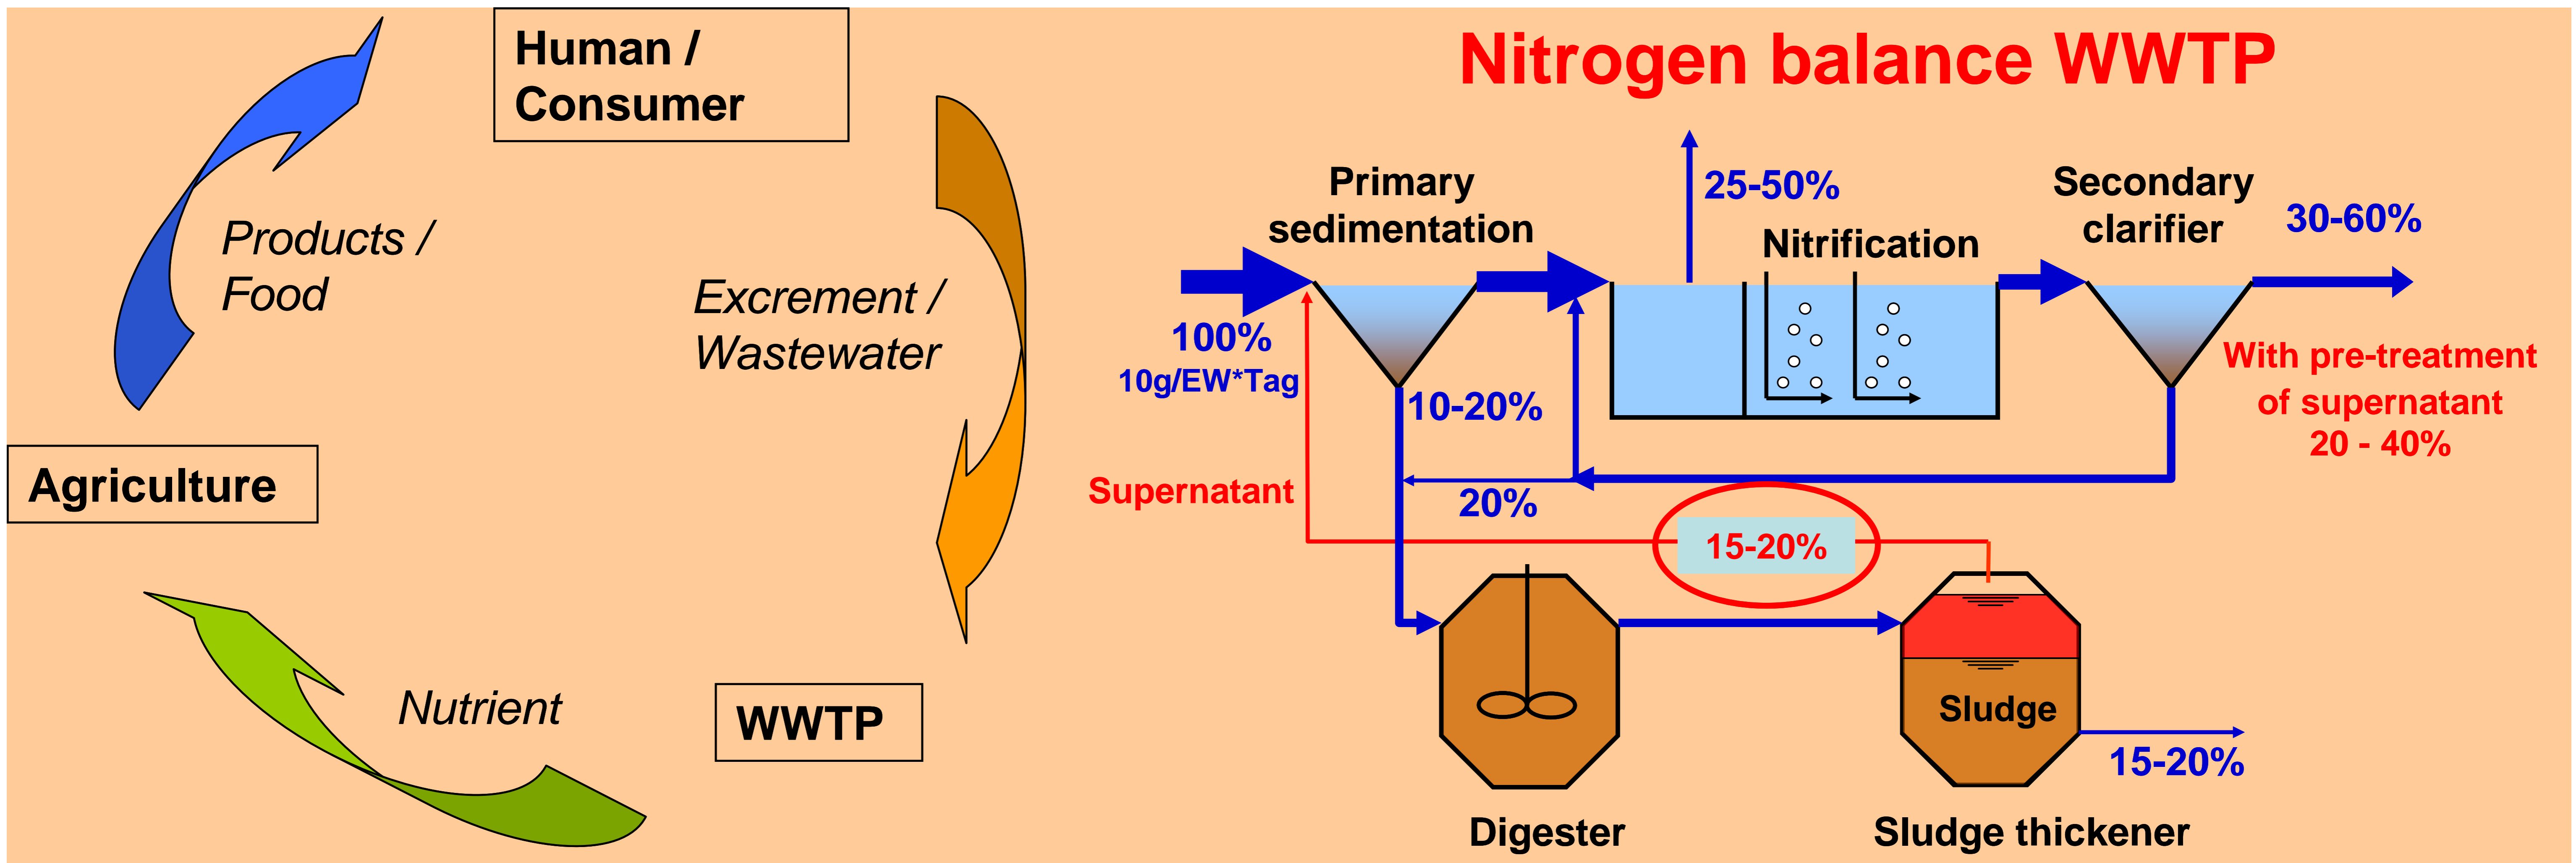 Human /
Consumer
Products /
Food
Excrement /
Wastewater
Agriculture
Nutrient
WWTP
Nitrogen balance WWTP
Primary
sedimentation
25-50%
Nitrification
Secondary
clarifier
30-60%
100%
10g/EW*Tag
10-20%
With pre-treatment
of supernatant
20 - 40%
Supernatant
20%
15-20%
Sludge
15-20%
Digester
Sludge thickener